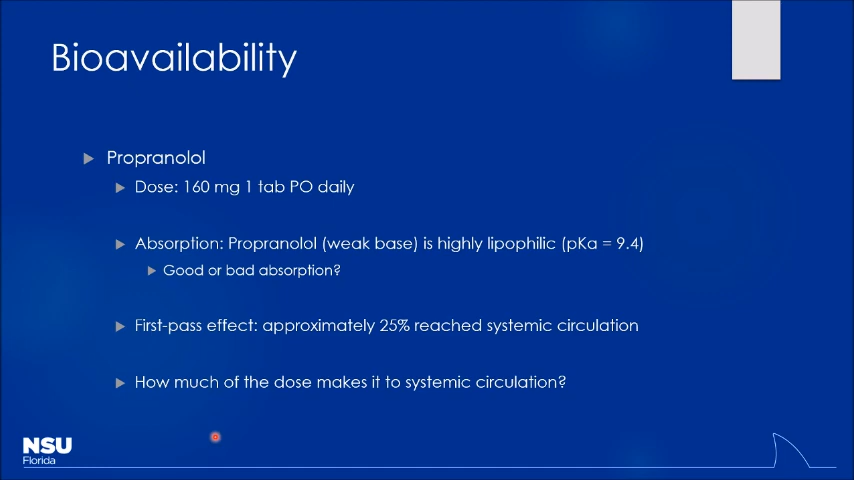 Bioavailability
Propranolol
Dose: 160 mg 1 tab PO daily
Absorption: Propranolol (weak base) is highly lipophilic (pKa = 9.4)
Good or bad absorption?
First-pass effect: approximately 25% reached systemic circulation
How much of the dose makes it to systemic circulation?
NSU
Florida